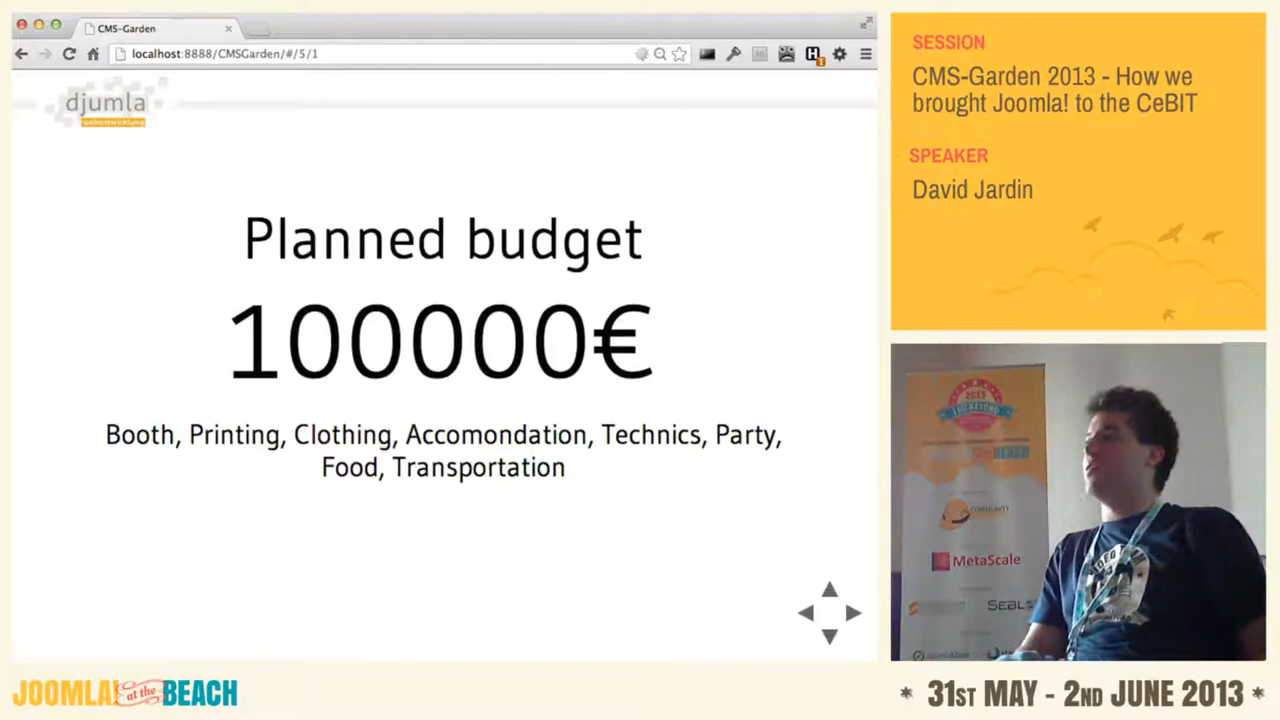 CMS-Garden
localhost:8888/CMSGarden/#/5/1
djumla
Planned budget
100000€
Booth, Printing, Clothing, Accomondation, Technics, Party,
Food, Transportation
SESSION
CMS-Garden 2013 - How we
brought Joomla! to the CeBIT
SPEAKER
David Jardin
2013
COMMUNITY
MetaScale
JOOMLA! at the BEACH
* 31ST MAY - 2ND JUNE 2013 *